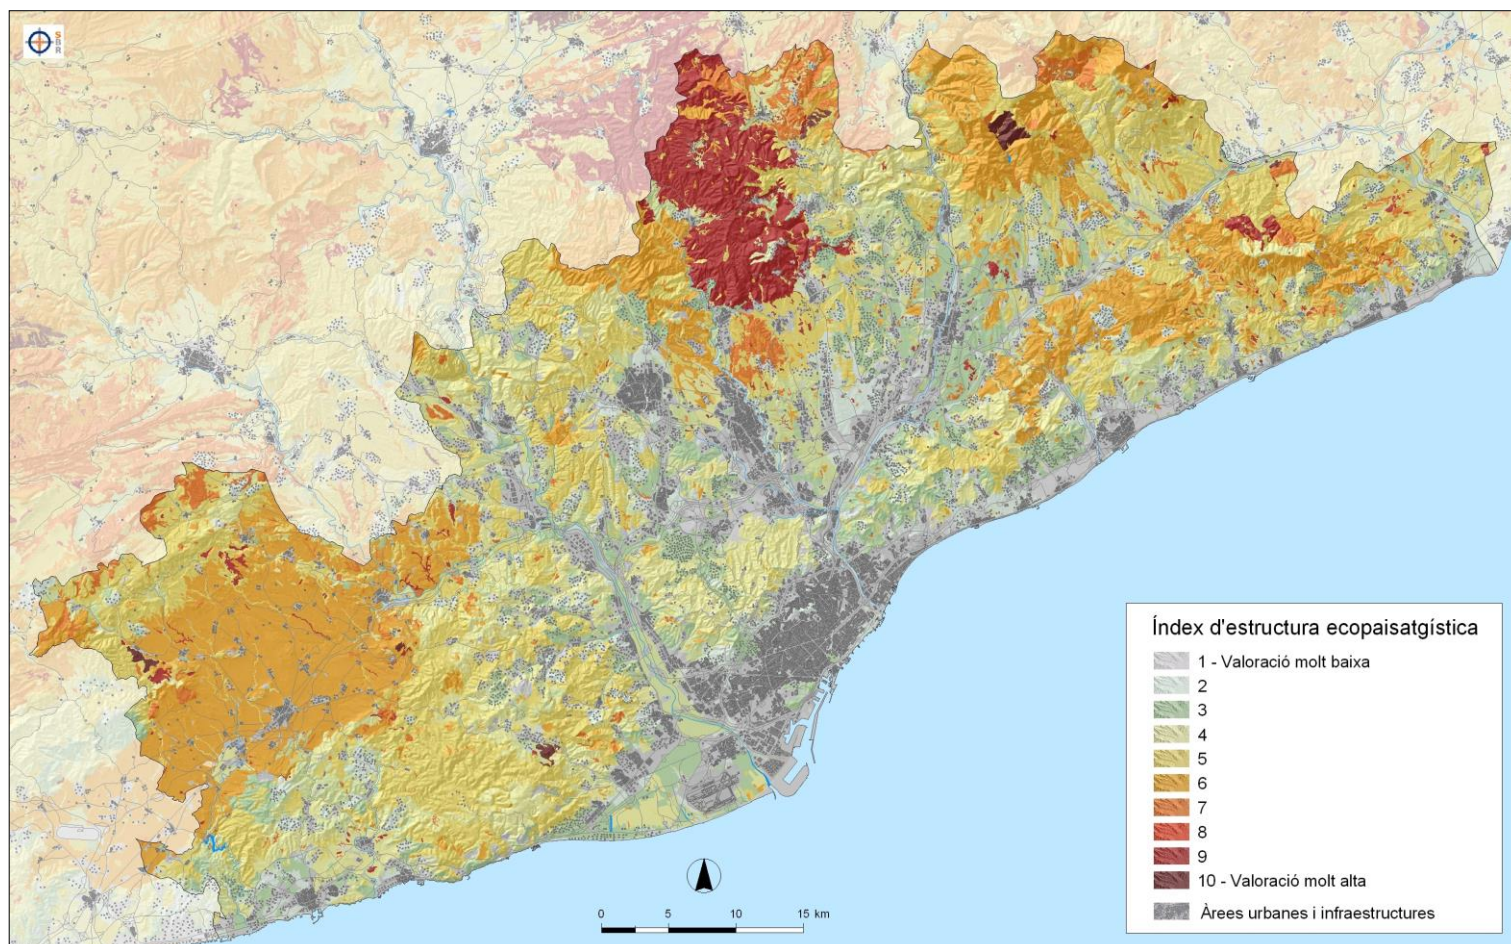 SBR
Índex d'estructura ecopaisatgística
1 - Valoració molt baixa
2
3
4
5
6
7
8
9
10 - Valoració molt alta
Àrees urbanes i infraestructures
0 5 10 15 km